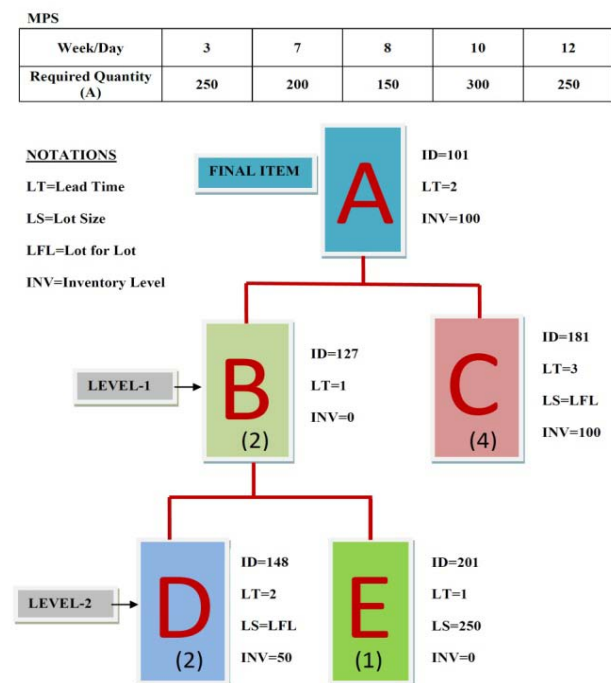 MPS
Week/Day 3 7 8 10 12
Required Quantity (A) 250 200 150 300 250
NOTATIONS
LT=Lead Time
LS=Lot Size
LFL=Lot for Lot
INV=Inventory Level
FINAL ITEM
A
ID=101
LT=2
INV=100
LEVEL-1
B
(2)
ID=127
LT=1
INV=0
C
(4)
ID=181
LT=3
LS=LFL
INV=100
LEVEL-2
D
(2)
ID=148
LT=2
LS=LFL
INV=50
E
(1)
ID=201
LT=1
LS=250
INV=0